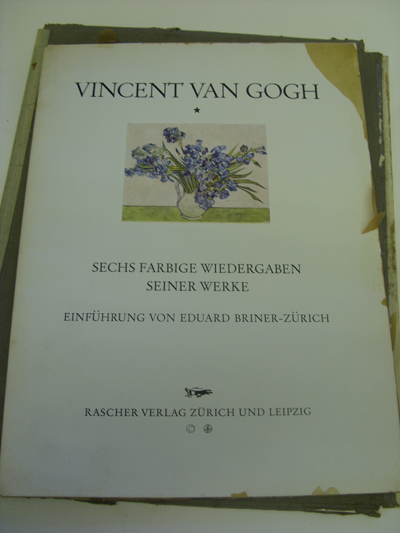 VINCENT VAN GOGH
★
SECHS FARBIGE WIEDERGABEN
SEINER WERKE
EINFÜHRUNG VON EDUARD BRINER-ZÜRICH
RASCHER VERLAG ZÜRICH UND LEIPZIG
©